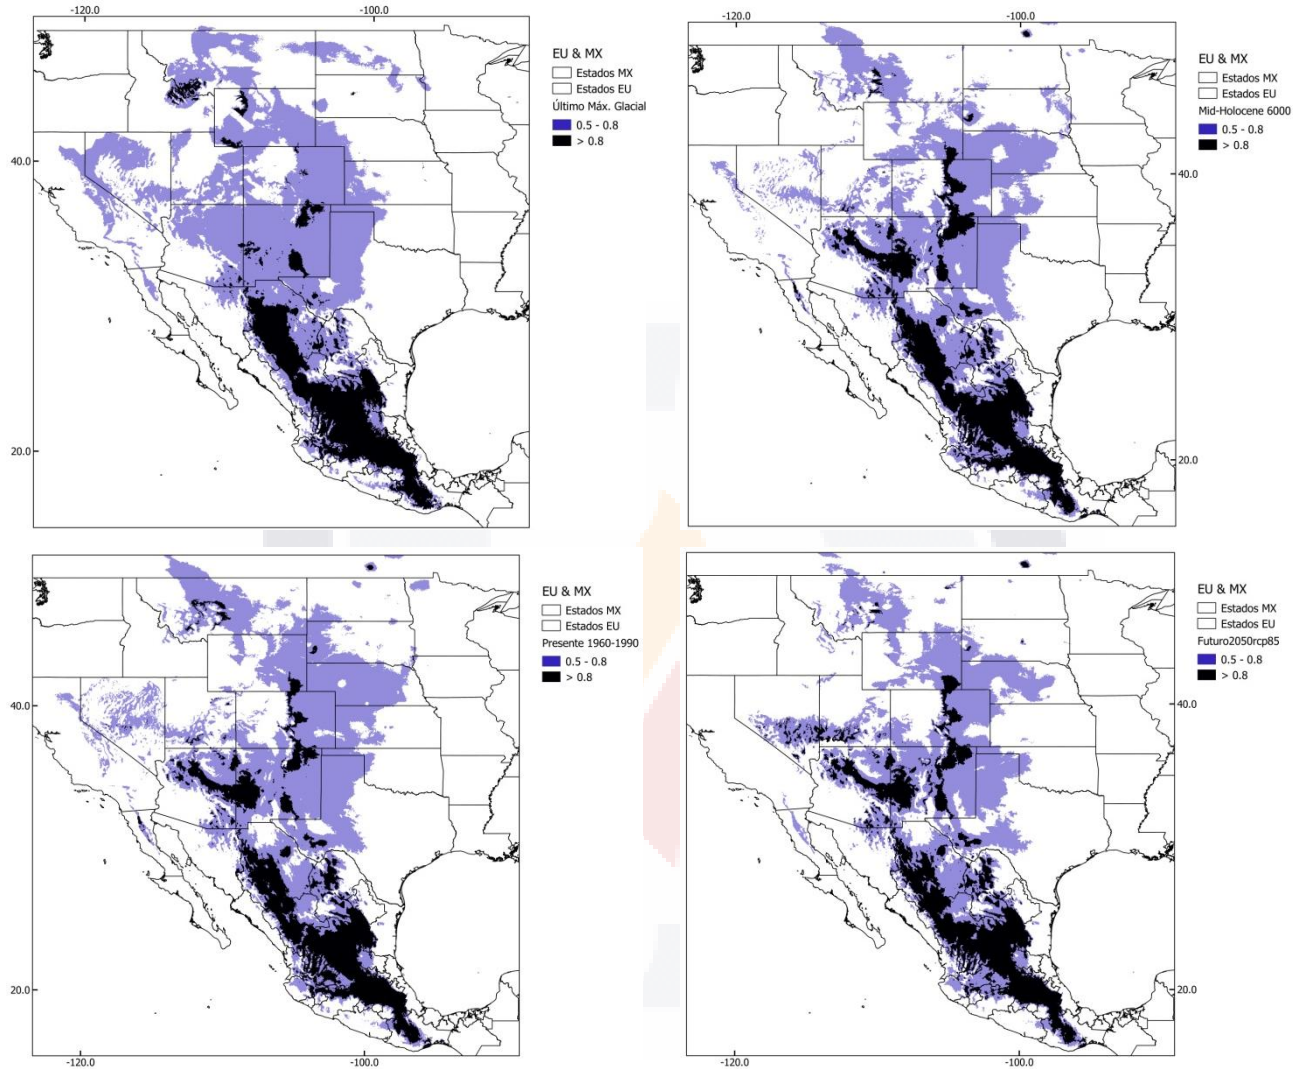 -120.0 -100.0
40.0
20.0
EU & MX
Estados MX
Estados EU
Último Máx. Glacial
0.5 - 0.8
> 0.8
-120.0 -100.0
40.0
20.0
EU & MX
Estados MX
Estados EU
Mid-Holocene 6000
0.5 - 0.8
> 0.8
40.0
20.0
-120.0 -100.0
EU & MX
Estados MX
Estados EU
Presente 1960-1990
0.5 - 0.8
> 0.8
40.0
20.0
-120.0 -100.0
EU & MX
Estados MX
Estados EU
Futuro2050rcp85
0.5 - 0.8
> 0.8